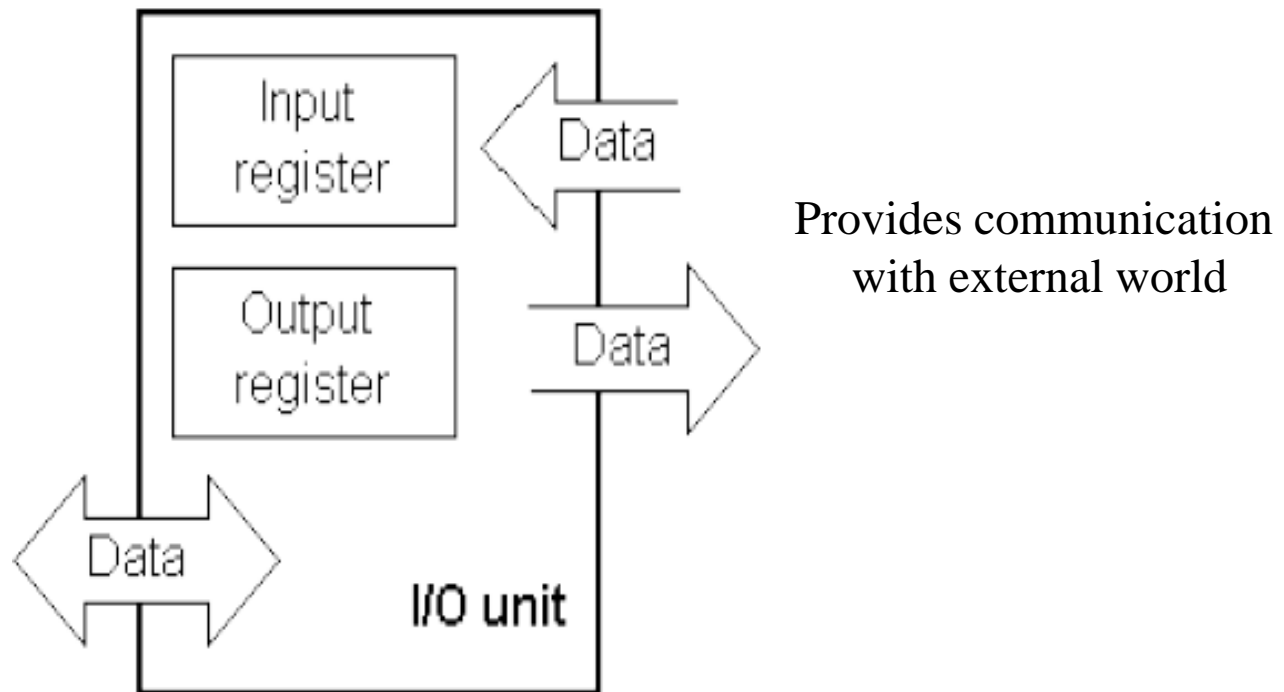 Input
register
Data
Provides communication
with external world
Output
register
Data
Data
I/O unit